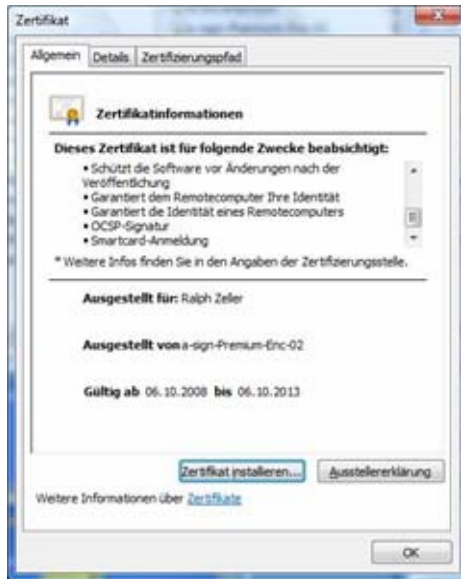 Zertifikat
Allgemein Details Zertifizierungspfad
Zertifikatinformationen
Dieses Zertifikat ist für folgende Zwecke beabsichtigt:
• Schützt die Software vor Änderungen nach der
Veröffentlichung
• Garantiert dem Remotecomputer Ihre Identität
• Garantiert die Identität eines Remotecomputers
• OCSP-Signatur
• Smartcard-Anmeldung
* Weitere Infos finden Sie in den Angaben der Zertifizierungsstelle.
Ausgestellt für: Ralph Zeller
Ausgestellt von a-sign-Premium-Enc-02
Gültig ab 06.10.2008 bis 06.10.2013
Zertifikat installieren... Ausstellererklärung
Weitere Informationen über Zertifikate
OK